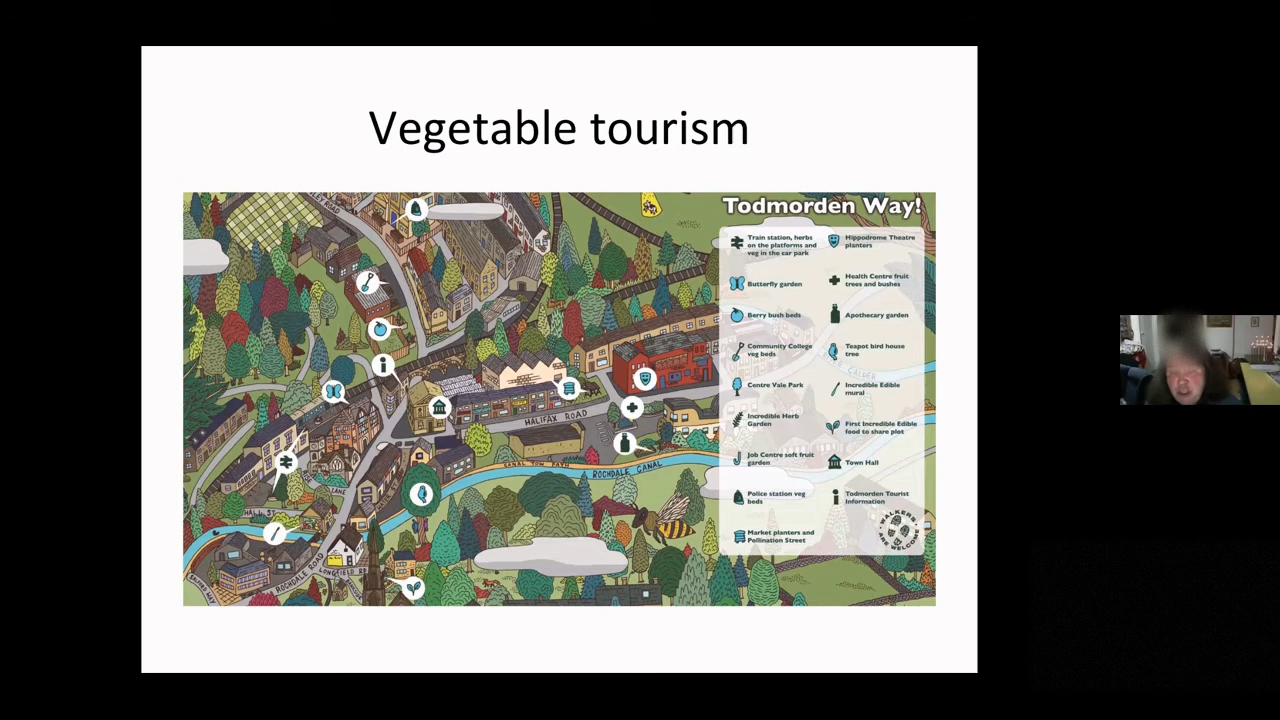 Vegetable tourism
Todmorden Way!
Train station, herbs
on the platforms and
veg in the car park
Butterfly garden
Berry bush beds
Community College
veg beds
Centre Vale Park
Incredible Herb
Garden
Job Centre soft fruit
garden
Police station veg
beds
Market planters and
Pollination Street
Hippodrome Theatre
planters
Health Centre fruit
trees and bushes
Apothecary garden
Teapot bird house
tree
Incredible Edible
mural
First Incredible Edible
food to share plot
Town Hall
Todmorden Tourist
Information
WALKERS
ARE WELCOME
HALIFAX ROAD
CANAL TOW PATH
ROCHDALE CANAL
CALDER
LANE
HALL ST
ROCHDALE ROAD
LONGFIELD RD